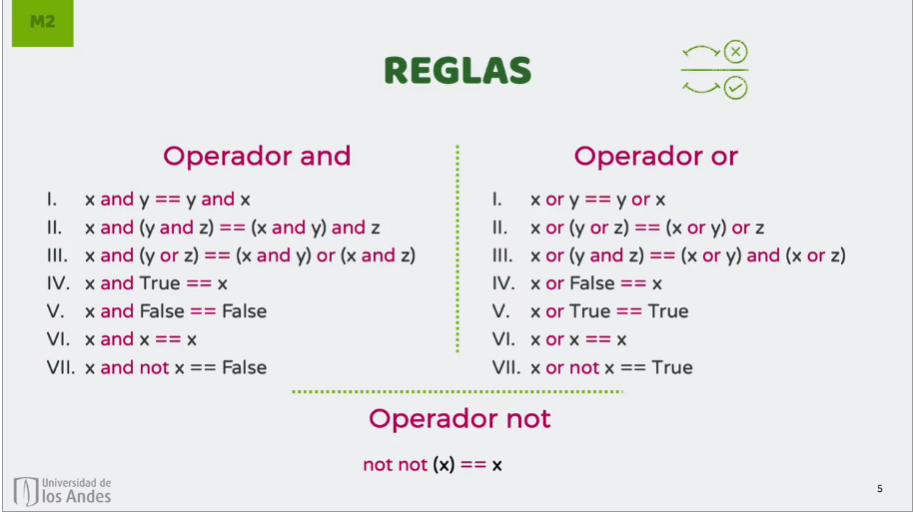 M2
REGLAS
Operador and
I. x and y == y and x
II. x and (y and z) == (x and y) and z
III. x and (y or z) == (x and y) or (x and z)
IV. x and True == x
V. x and False == False
VI. x and x == x
VII. x and not x == False
Operador or
I. x or y == y or x
II. x or (y or z) == (x or y) or z
III. x or (y and z) == (x or y) and (x or z)
IV. x or False == x
V. x or True == True
VI. x or x == x
VII. x or not x == True
Operador not
not not (x) == x
Universidad de
los Andes
5